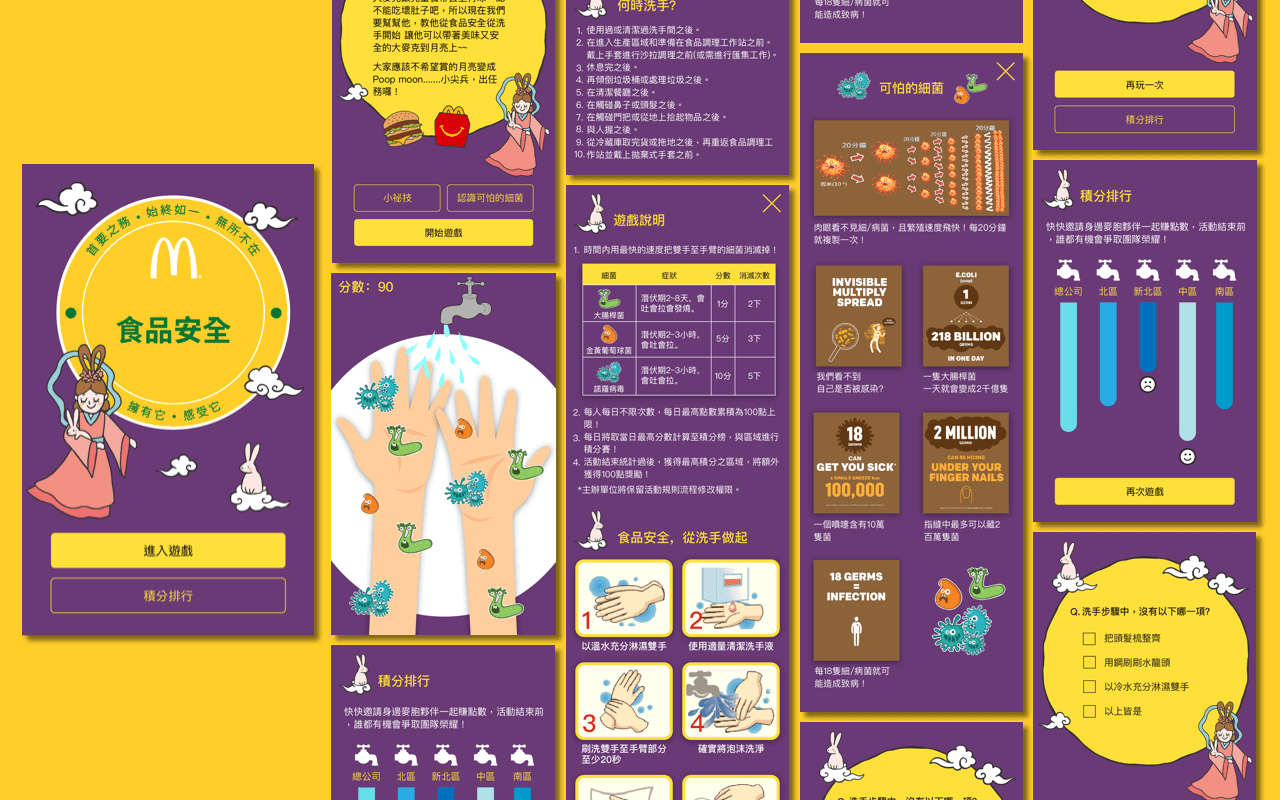 首要之務 • 始終如一 • 無所不在
食品安全
擁有它 • 感受它
進入遊戲
積分排行
不能吃壞肚子吧，所以現在我們
要幫幫他，教他從食品安全從洗
手開始 讓他可以帶著美味又安
全的大麥克到月亮上~~
大家應該不希望賞的月亮變成
Poop moon.......小尖兵，出任
務囉！
小祕技
認識可怕的細菌
開始遊戲
分數：90
積分排行
快快邀請身邊麥胞夥伴一起賺點數，活動結束前
，誰都有機會爭取團隊榮耀！
總公司 北區 新北區 中區 南區
何時洗手?
1. 使用過或清潔過洗手間之後。
2. 在進入生產區域和準備在食品調理工作站之前。
戴上手套進行沙拉調理之前(或需進行匯集工作)。
3. 休息完之後。
4. 再傾倒垃圾桶或處理垃圾之後。
5. 在清潔餐廳之後。
6. 在觸碰鼻子或頭髮之後。
7. 在觸碰門把或從地上拾起物品之後。
8. 與人握之後。
9. 從冷藏庫取完貨或拖地之後，再重返食品調理工
10. 作站並戴上拋棄式手套之前。
遊戲說明
1. 時間內用最快的速度把雙手至手臂的細菌消滅掉！
細菌 症狀 分數 消滅次數
大腸桿菌 潛伏期2~8天，會
吐會拉會發燒。 1分 2下
金黃葡萄球菌 潛伏期2~3小時，
會吐會拉。 5分 3下
諾羅病毒 潛伏期2~3小時，
會吐會拉。 10分 5下
2. 每人每日不限次數，每日最高點數累積為100點上
限！
3. 每日將取當日最高分數計算至積分榜，與區域進行
積分賽！
4. 活動結束統計過後，獲得最高積分之區域，將額外
獲得100點獎勵！
*主辦單位將保留活動規則流程修改權限。
食品安全，從洗手做起
1
以溫水充分淋濕雙手
2
使用適量清潔洗手液
3
刷洗雙手至手臂部分
至少20秒
4
確實將泡沫洗淨
能造成致病！
可怕的細菌
20分鐘
20分鐘
20分鐘
20分鐘
肉眼看不見細/病菌，且繁殖速度飛快！每20分鐘
就複製一次！
INVISIBLE
MULTIPLY
SPREAD
我們看不到
自己是否被感染?
E.COLI
1
GERM
218 BILLION
GERMS
IN ONE DAY
一隻大腸桿菌
一天就會變成2千億隻
18
GERMS
CAN
GET YOU SICK*
A SINGLE SNEEZE HAS
100,000
一個噴嚏含有10萬
隻菌
2 MILLION
GERMS
CAN BE HIDING
UNDER YOUR
FINGER NAILS
指縫中最多可以藏2
百萬隻菌
18 GERMS
=
INFECTION
每18隻細/病菌就可
能造成致病！
再玩一次
積分排行
積分排行
快快邀請身邊麥胞夥伴一起賺點數，活動結束前
，誰都有機會爭取團隊榮耀！
總公司 北區 新北區 中區 南區
再次遊戲
Q. 洗手步驟中，沒有以下哪一項?
把頭髮梳整齊
用鋼刷刷水龍頭
以冷水充分淋濕雙手
以上皆是